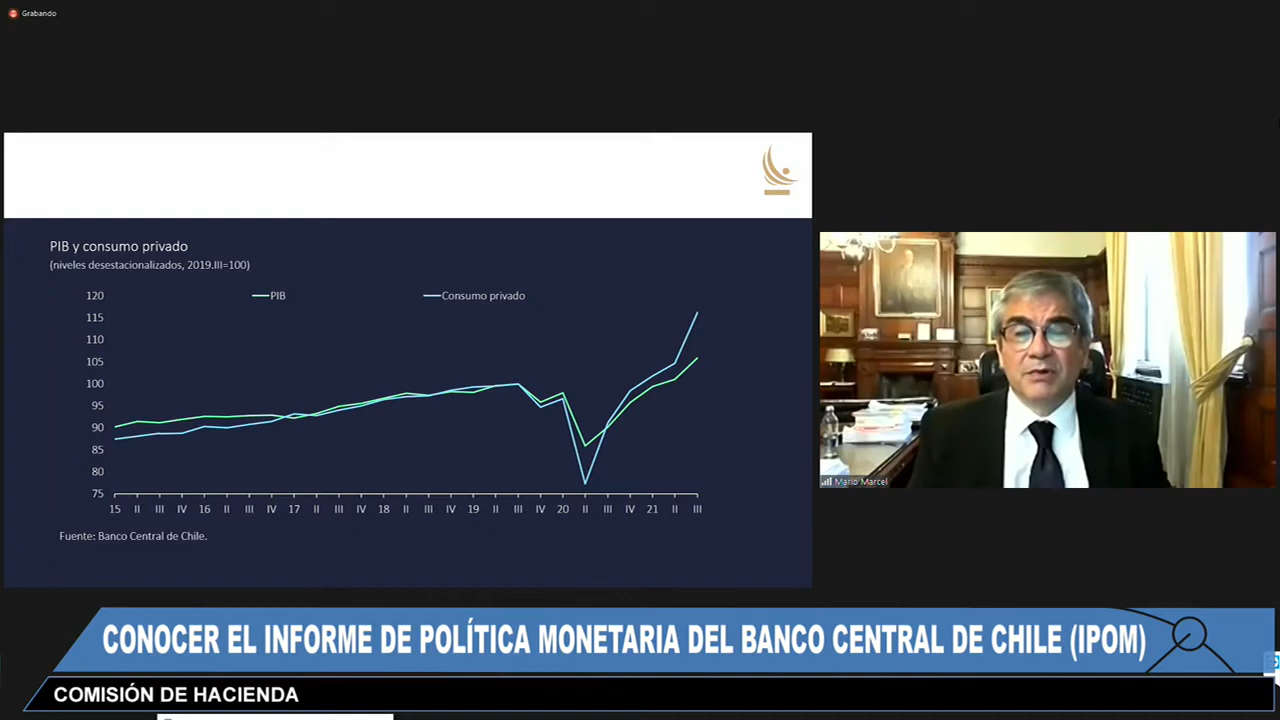 Grabando
PIB y consumo privado
(niveles desestacionalizados, 2019.III=100)
PIB
Consumo privado
120
115
110
105
100
95
90
85
80
75
15 II III IV 16 II III IV 17 II III IV 18 II III IV 19 II III IV 20 II III IV 21 II III
Fuente: Banco Central de Chile.
Mario Marcel
CONOCER EL INFORME DE POLÍTICA MONETARIA DEL BANCO CENTRAL DE CHILE (IPOM)
COMISIÓN DE HACIENDA